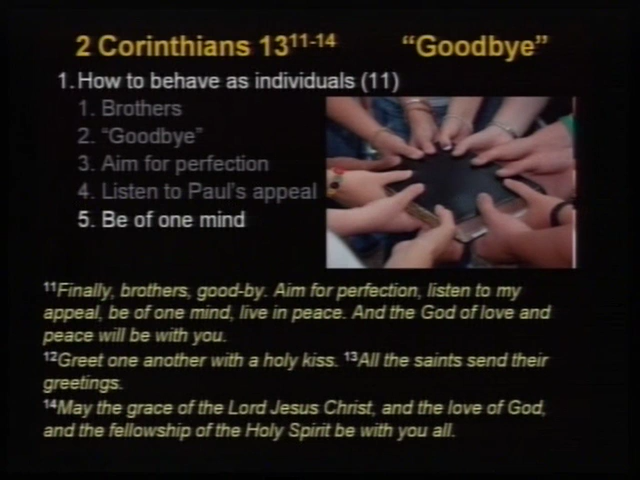 2 Corinthians 13¹¹⁻¹⁴ “Goodbye”
1. How to behave as individuals (11)
1. Brothers
2. “Goodbye”
3. Aim for perfection
4. Listen to Paul's appeal
5. Be of one mind
¹¹Finally, brothers, good-by. Aim for perfection, listen to my
appeal, be of one mind, live in peace. And the God of love and
peace will be with you.
¹²Greet one another with a holy kiss. ¹³All the saints send their
greetings.
¹⁴May the grace of the Lord Jesus Christ, and the love of God,
and the fellowship of the Holy Spirit be with you all.